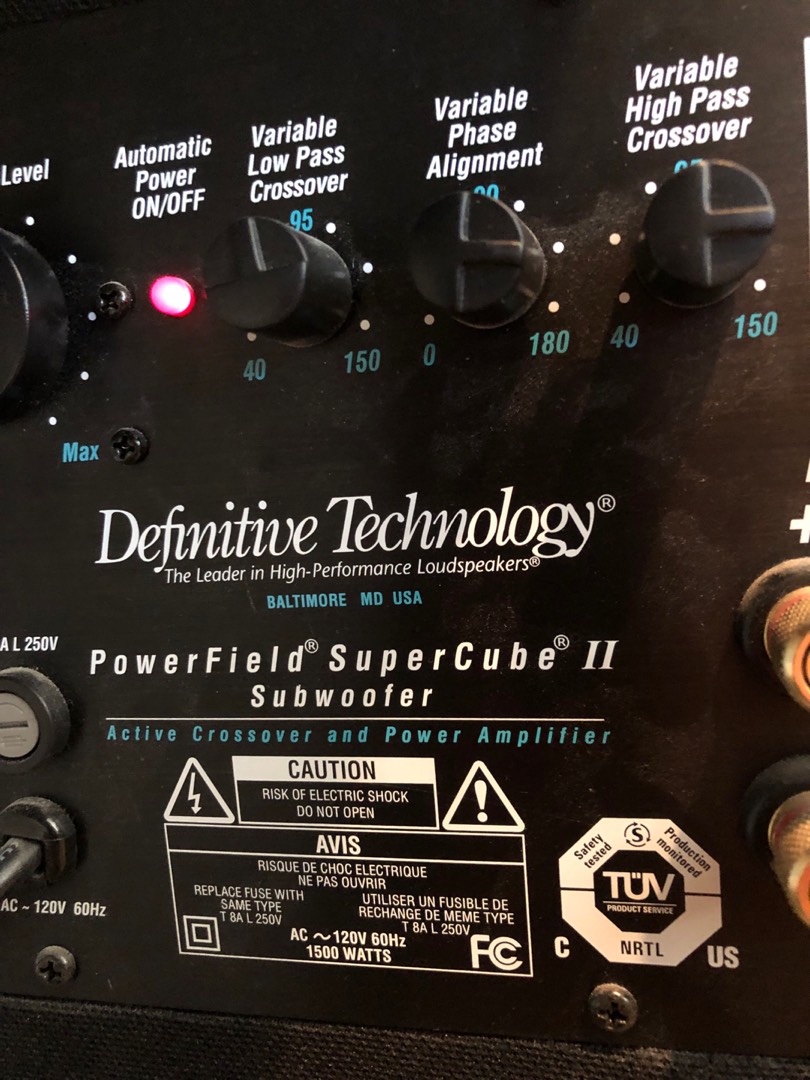 Level
Automatic
Power
ON/OFF
Variable
Low Pass
Crossover
95
40
150
Variable
Phase
Alignment
90
0
180
Variable
High Pass
Crossover
95
40
150
Max
Definitive Technology®
The Leader in High-Performance Loudspeakers®
BALTIMORE MD USA
A L 250V
PowerField® SuperCube® II
Subwoofer
Active Crossover and Power Amplifier
CAUTION
RISK OF ELECTRIC SHOCK
DO NOT OPEN
AVIS
RISQUE DE CHOC ELECTRIQUE
NE PAS OUVRIR
REPLACE FUSE WITH
SAME TYPE
T 8A L 250V
UTILISER UN FUSIBLE DE
RECHANGE DE MEME TYPE
T 8A L 250V
AC ~ 120V 60Hz
1500 WATTS
FC
AC ~ 120V 60Hz
Safety
tested
S
Production
monitored
TÜV
PRODUCT SERVICE
NRTL
C
US
+